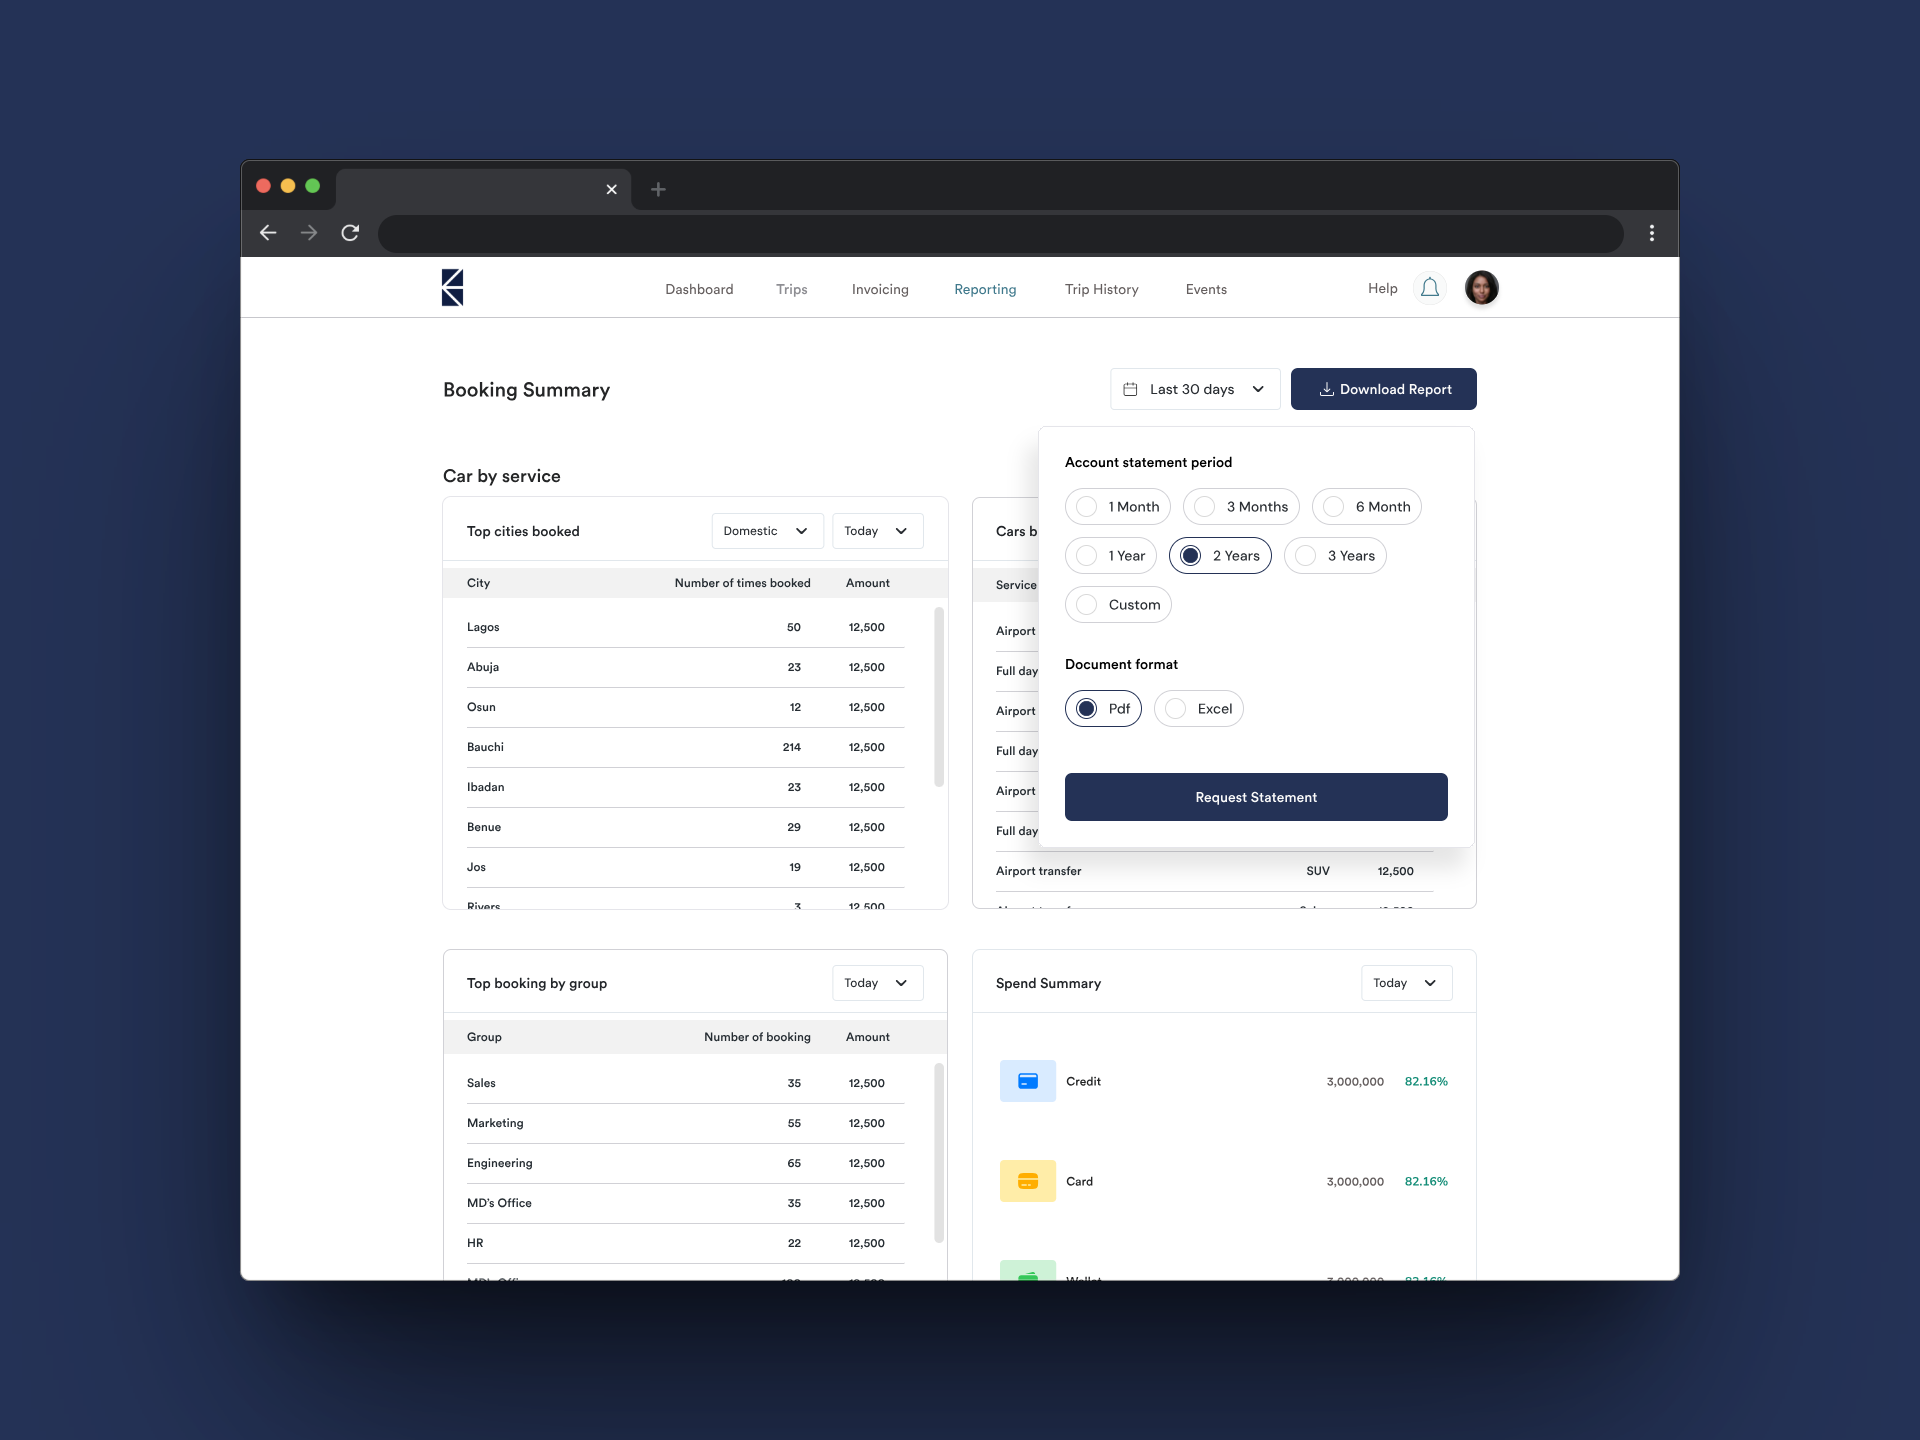 Dashboard Trips Invoicing Reporting Trip History Events Help
Booking Summary
Last 30 days
Download Report
Car by service
Top cities booked
Domestic
Today
City Number of times booked Amount
Lagos 50 12,500
Abuja 23 12,500
Osun 12 12,500
Bauchi 214 12,500
Ibadan 23 12,500
Benue 29 12,500
Jos 19 12,500
Rivers 3 12,500
Cars b
Service
Airport
Full day
Airport
Full day
Airport
Full day
Airport transfer SUV 12,500
Account statement period
1 Month 3 Months 6 Month
1 Year 2 Years 3 Years
Custom
Document format
Pdf Excel
Request Statement
Top booking by group
Today
Group Number of booking Amount
Sales 35 12,500
Marketing 55 12,500
Engineering 65 12,500
MD's Office 35 12,500
HR 22 12,500
Spend Summary
Today
Credit 3,000,000 82.16%
Card 3,000,000 82.16%
Wallet 3,000,000 82.16%